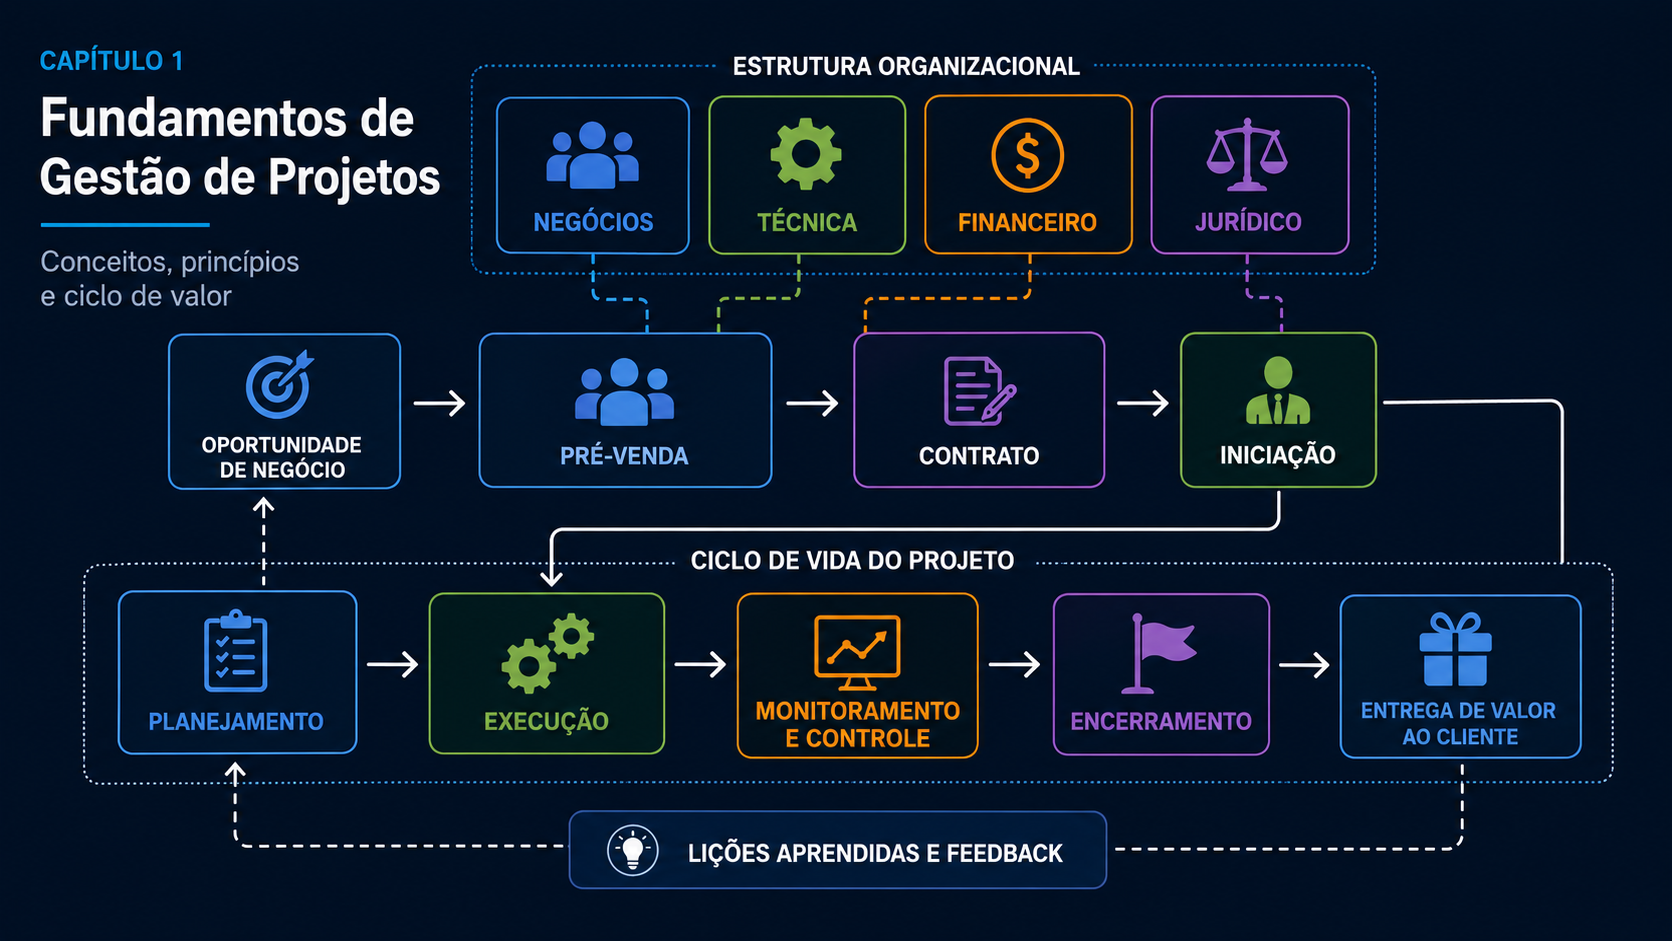 CAPÍTULO 1
Fundamentos de
Gestão de Projetos
Conceitos, princípios
e ciclo de valor
ESTRUTURA ORGANIZACIONAL
NEGÓCIOS
TÉCNICA
FINANCEIRO
JURÍDICO
OPORTUNIDADE
DE NEGÓCIO
PRÉ-VENDA
CONTRATO
INICIAÇÃO
CICLO DE VIDA DO PROJETO
PLANEJAMENTO
EXECUÇÃO
MONITORAMENTO
E CONTROLE
ENCERRAMENTO
ENTREGA DE VALOR
AO CLIENTE
LIÇÕES APRENDIDAS E FEEDBACK